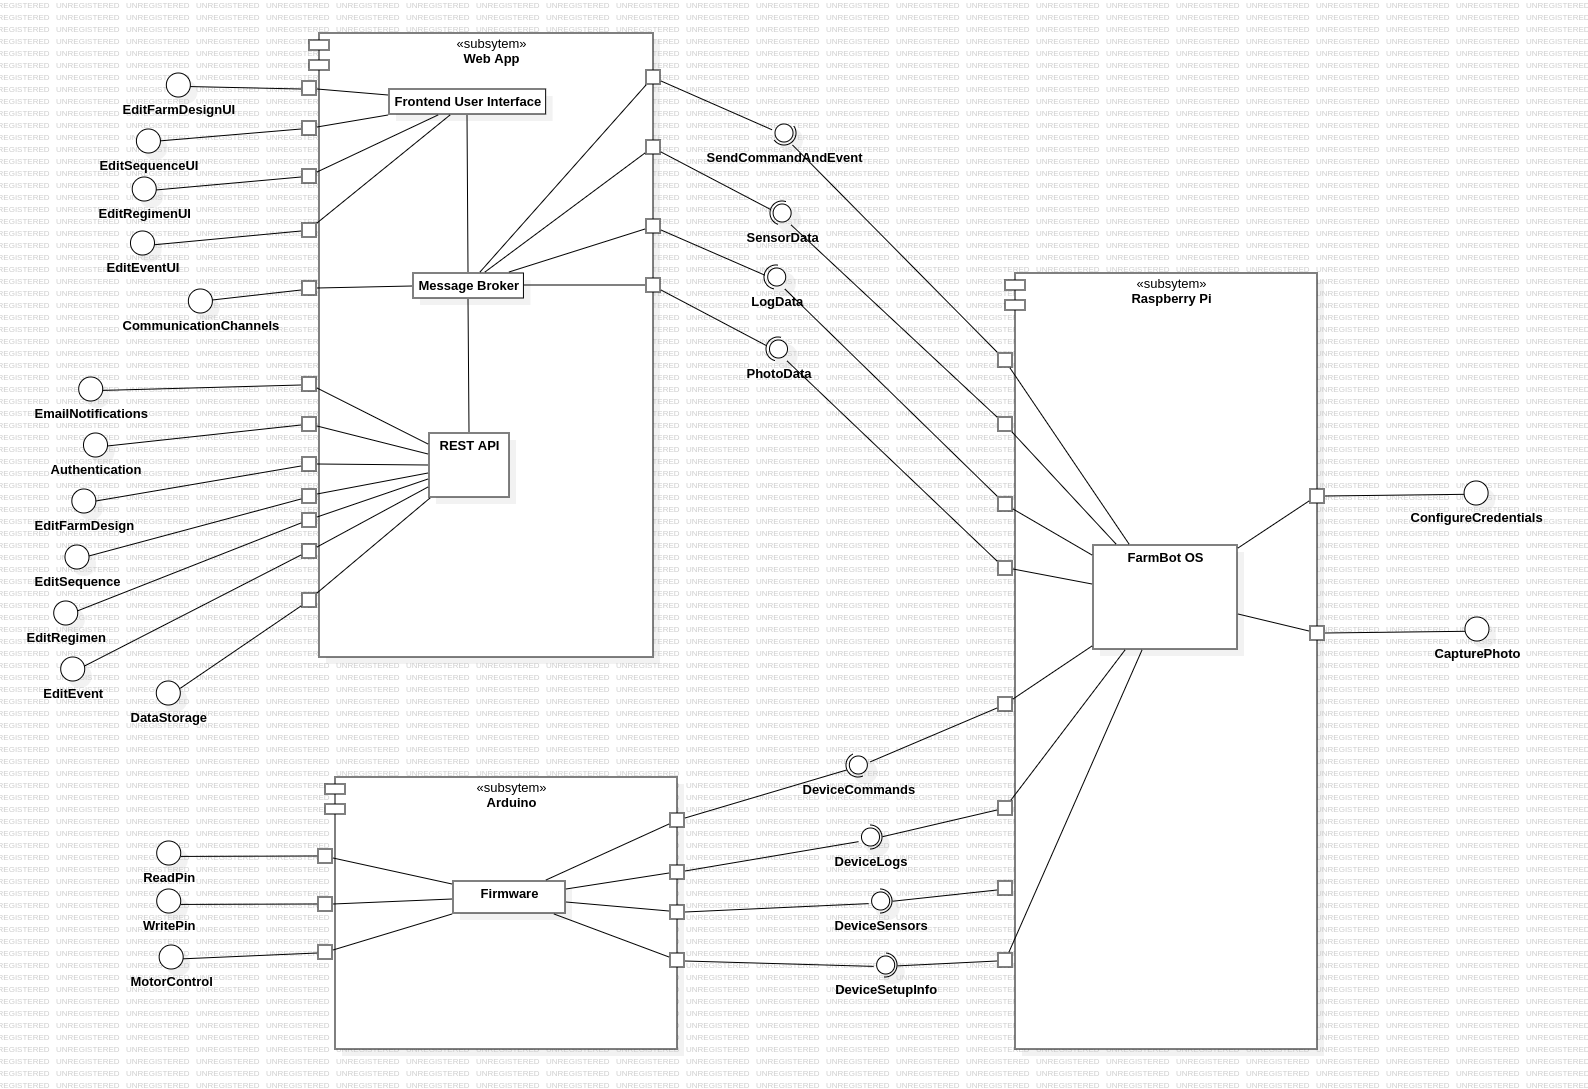 «subsytem»
Web App
Frontend User Interface
EditFarmDesignUI
EditSequenceUI
EditRegimenUI
EditEventUI
Message Broker
CommunicationChannels
EmailNotifications
REST API
Authentication
EditFarmDesign
EditSequence
EditRegimen
EditEvent
DataStorage
SendCommandAndEvent
SensorData
LogData
PhotoData
«subsytem»
Raspberry Pi
FarmBot OS
ConfigureCredentials
CapturePhoto
«subsytem»
Arduino
Firmware
ReadPin
WritePin
MotorControl
DeviceCommands
DeviceLogs
DeviceSensors
DeviceSetupInfo
UNREGISTERED